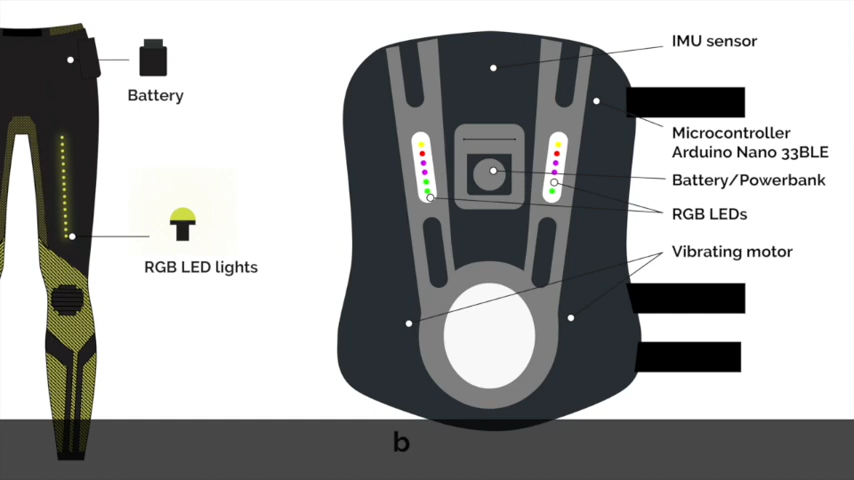 Battery
RGB LED lights
IMU sensor
Microcontroller
Arduino Nano 33BLE
Battery/Powerbank
RGB LEDs
Vibrating motor
b